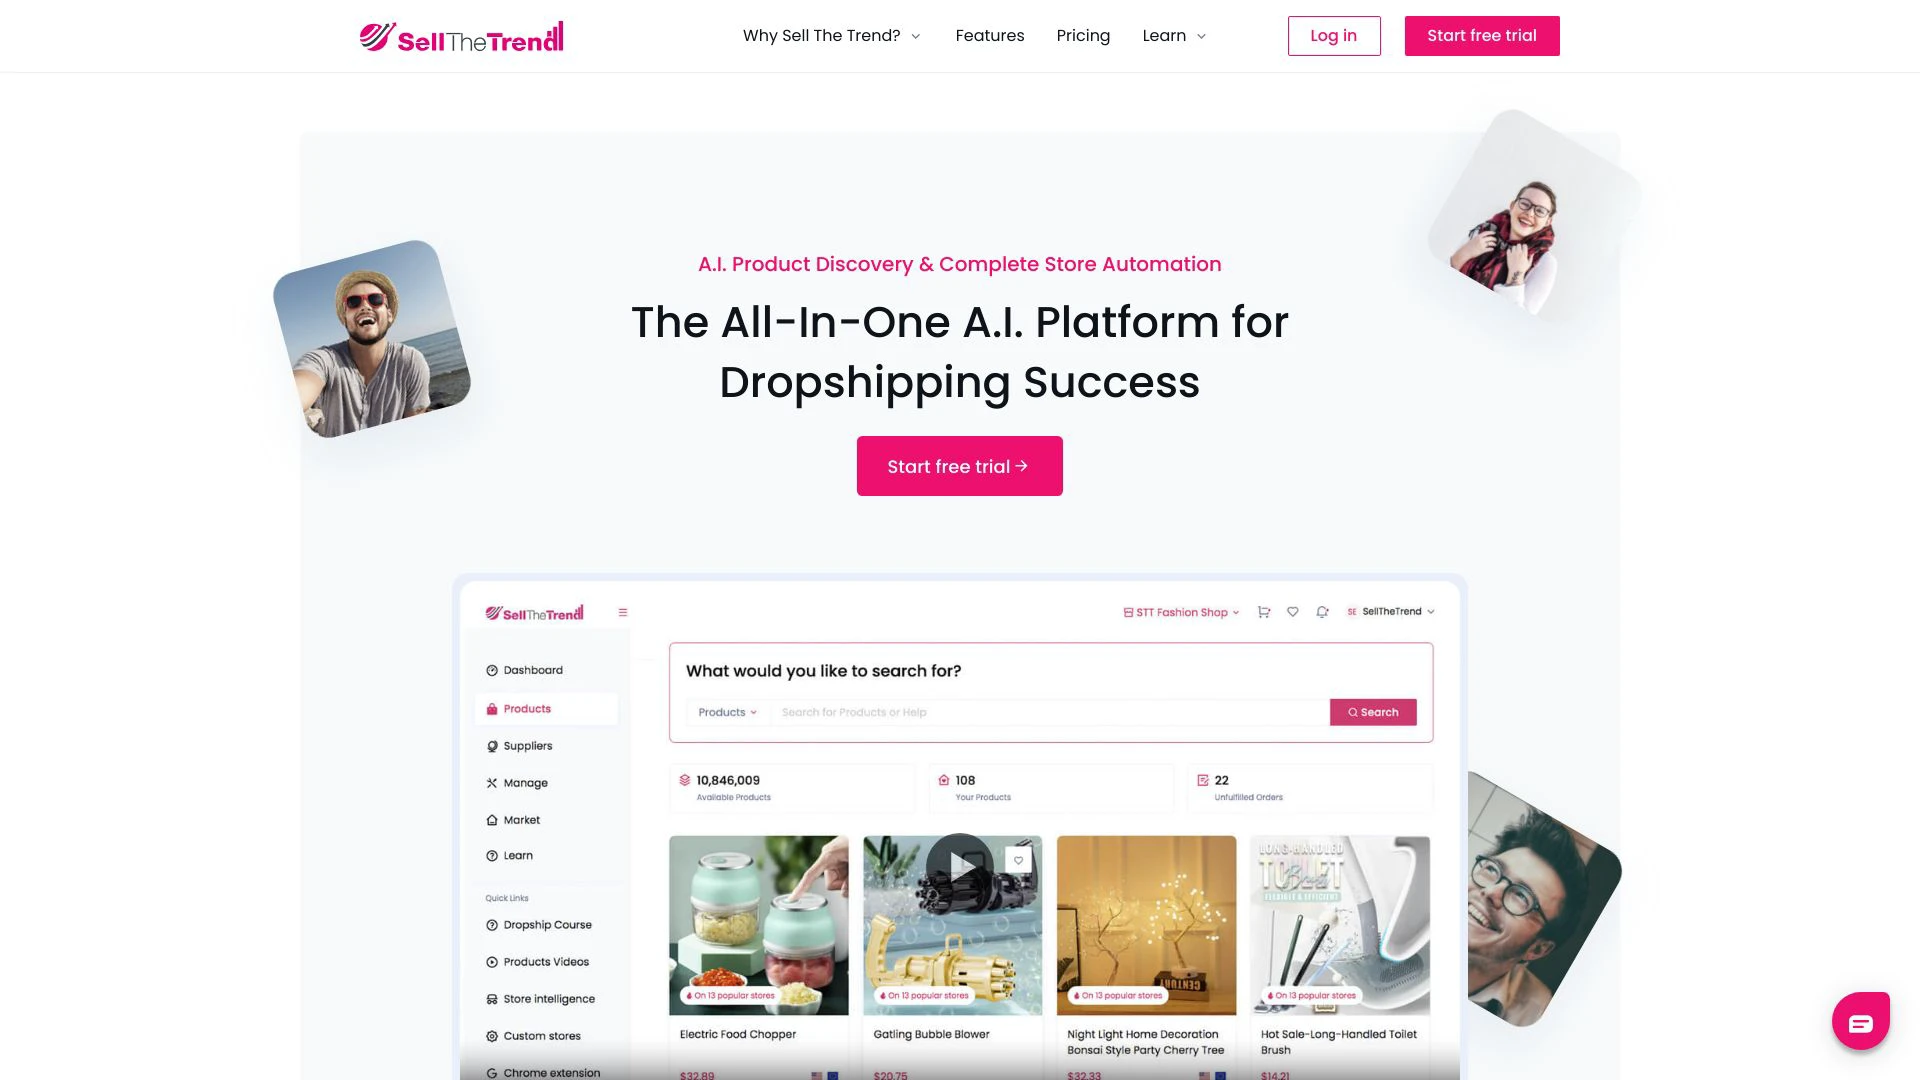 SellTheTrend
Why Sell The Trend?
Features
Pricing
Learn
Log in
Start free trial
A.I. Product Discovery & Complete Store Automation
The All-In-One A.I. Platform for
Dropshipping Success
Start free trial
SellTheTrend
STT Fashion Shop
SE SellTheTrend
Dashboard
Products
Suppliers
Manage
Market
Learn
Quick Links
Dropship Course
Products Videos
Store intelligence
Custom stores
Chrome extension
What would you like to search for?
Products
Search for Products or Help
Search
10,846,009
Available Products
108
Your Products
22
Unfulfilled Orders
LONG-HANDLED
TOILET
Brush
FLEXIBLE & EFFICIENT
On 13 popular stores
On 13 popular stores
On 13 popular stores
On 13 popular stores
Electric Food Chopper
Gatling Bubble Blower
Night Light Home Decoration
Bonsai Style Party Cherry Tree
Hot Sale-Long-Handled Toilet
Brush
$32.89
$20.75
$32.33
$14.21